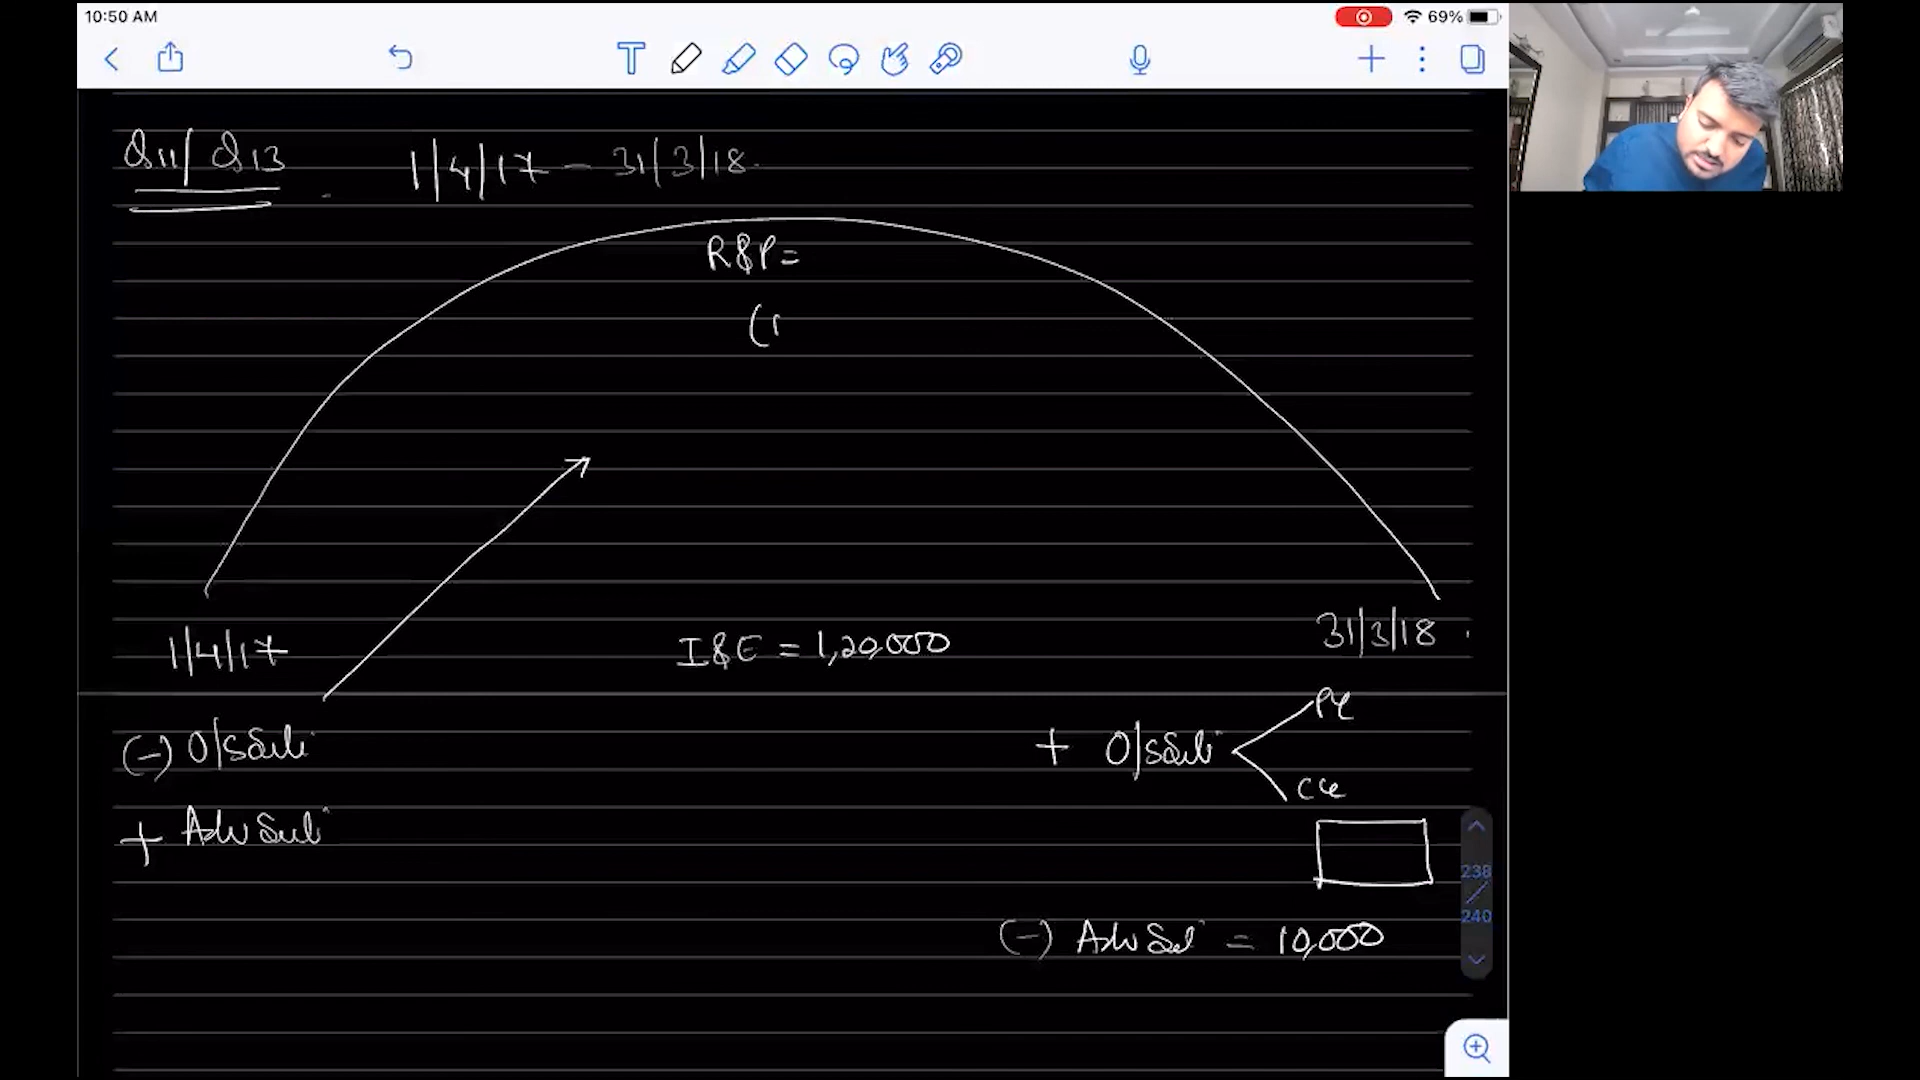 10:50 AM
69%
T
Q11/ Q13 1/4/17 - 31/3/18.
R&P=
(
1/4/17
I&E = 1,20,000
31/3/18
(-) O/s Sub
+ O/s Sub
PY
CY
+ Adv Sub
238
/
240
(-) Adv Sub = 10,000